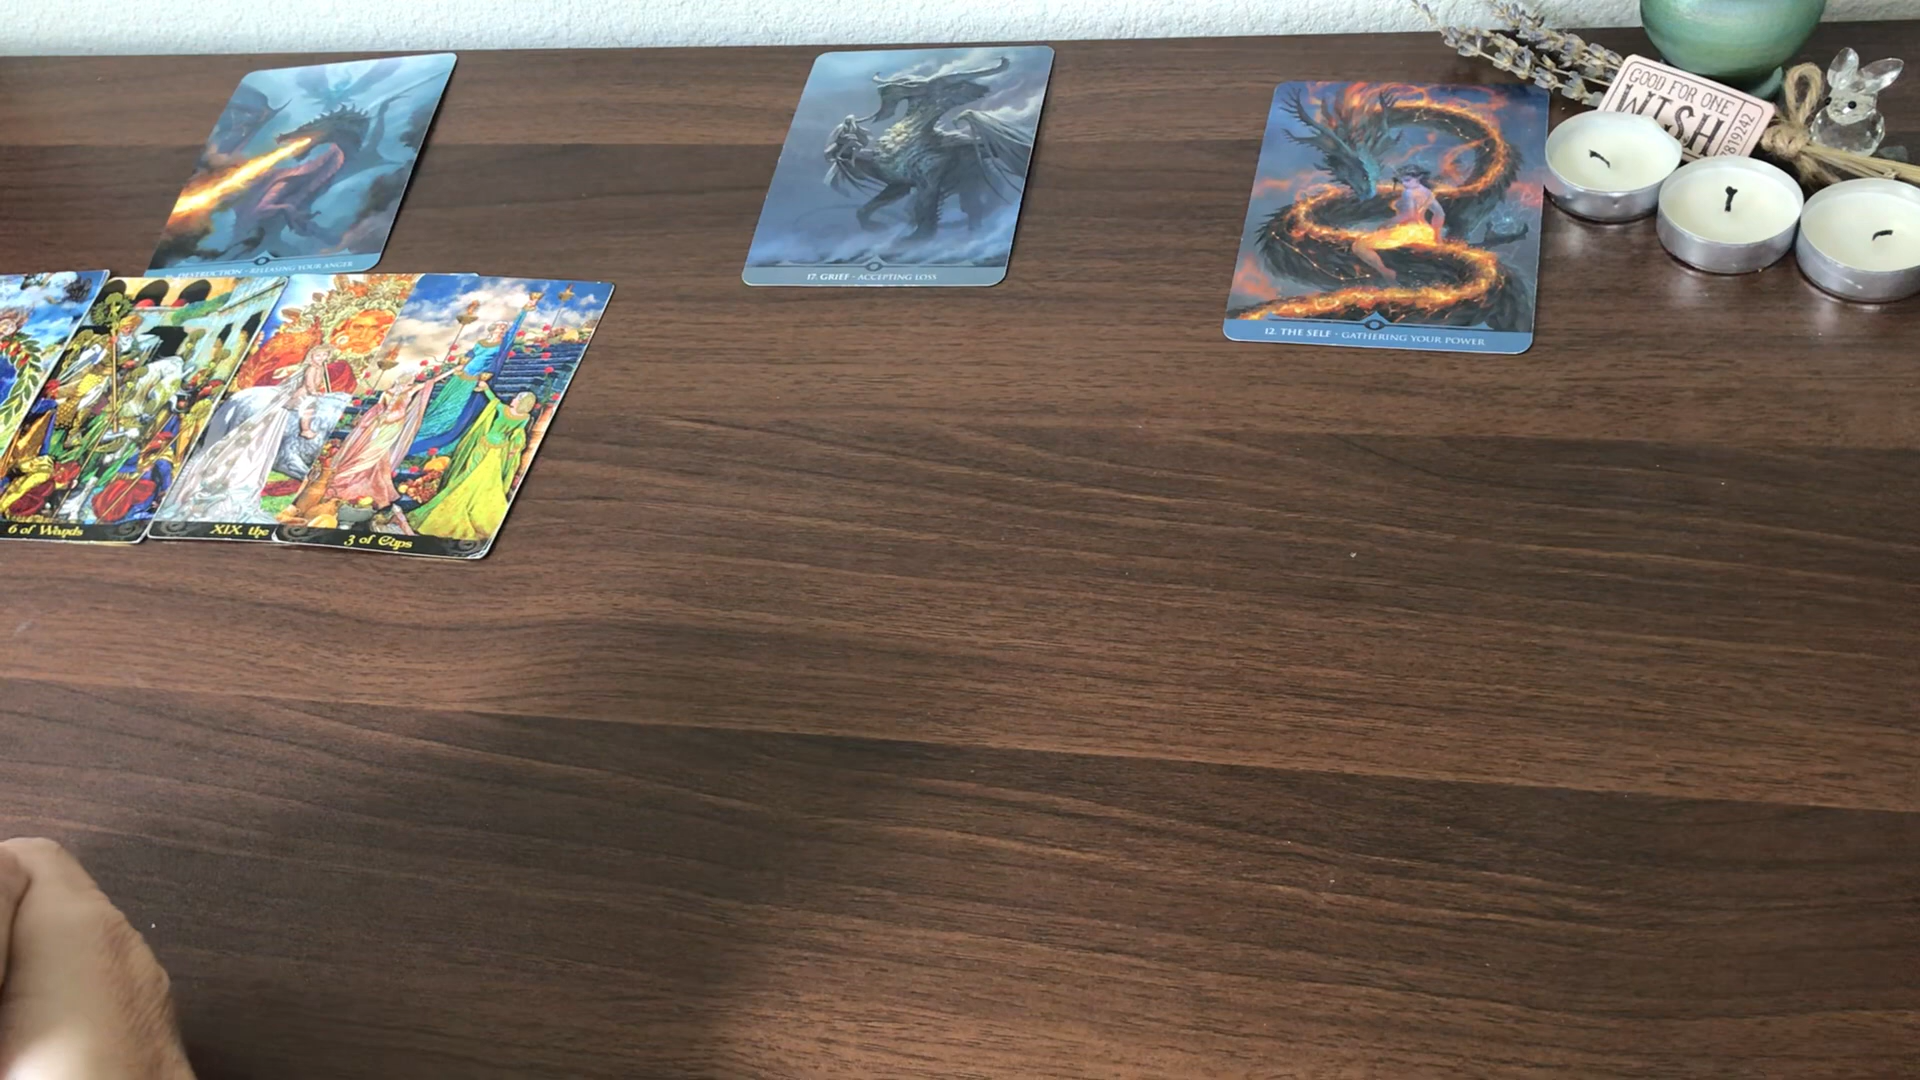 DESTRUCTION · RELEASING YOUR ANGER
17. GRIEF · ACCEPTING LOSS
12. THE SELF · GATHERING YOUR POWER
GOOD FOR ONE
WISH
819242
6 of Wands
XIX. the
3 of Cups